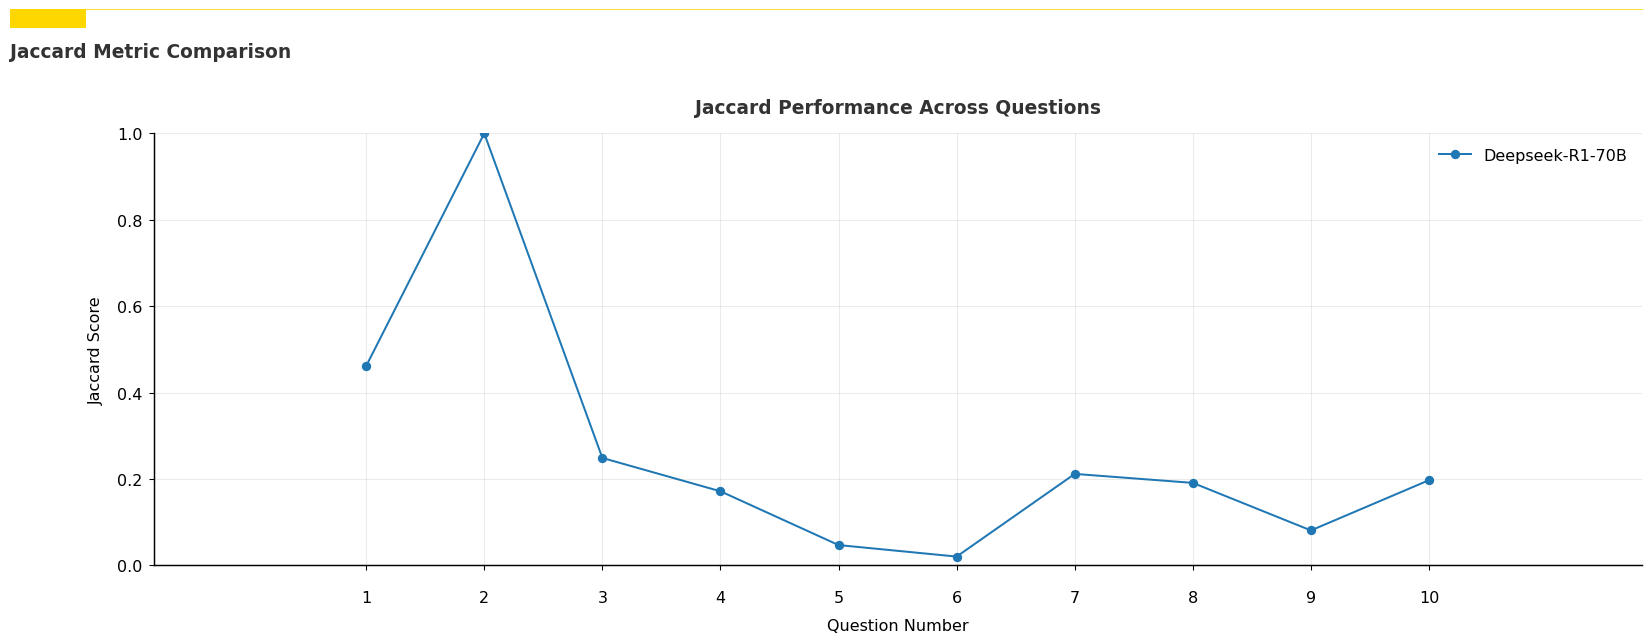 Jaccard Metric Comparison
Jaccard Performance Across Questions
Deepseek-R1-70B
Jaccard Score
1.0
0.8
0.6
0.4
0.2
0.0
1 2 3 4 5 6 7 8 9 10
Question Number